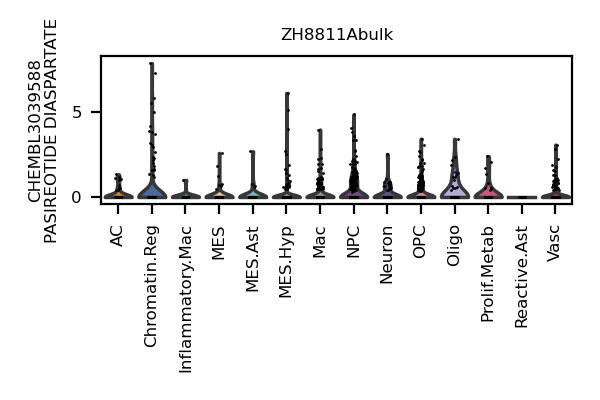 ZH8811Abulk
CHEMBL3039588
PASIREOTIDE DIASPARTATE
5
0
AC
Chromatin.Reg
Inflammatory.Mac
MES
MES.Ast
MES.Hyp
Mac
NPC
Neuron
OPC
Oligo
Prolif.Metab
Reactive.Ast
Vasc